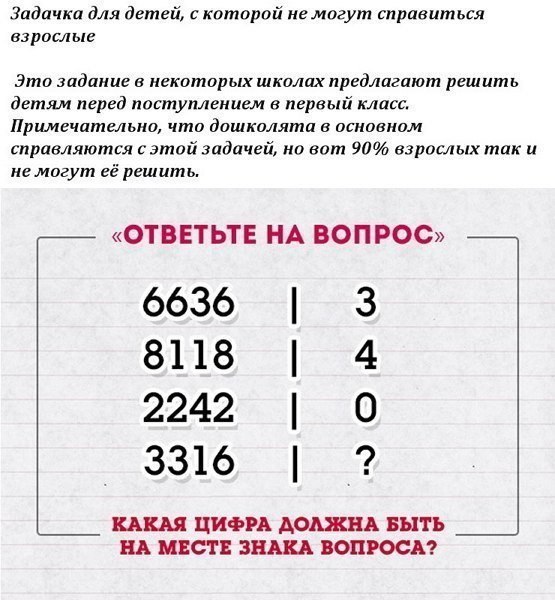 Задачка для детей, с которой не могут справиться
взрослые
Это задание в некоторых школах предлагают решить
детям перед поступлением в первый класс.
Примечательно, что дошколята в основном
справляются с этой задачей, но вот 90% взрослых так и
не могут её решить.
«ОТВЕТЬТЕ НА ВОПРОС»
6636 | 3
8118 | 4
2242 | 0
3316 | ?
КАКАЯ ЦИФРА ДОЛЖНА БЫТЬ
НА МЕСТЕ ЗНАКА ВОПРОСА?